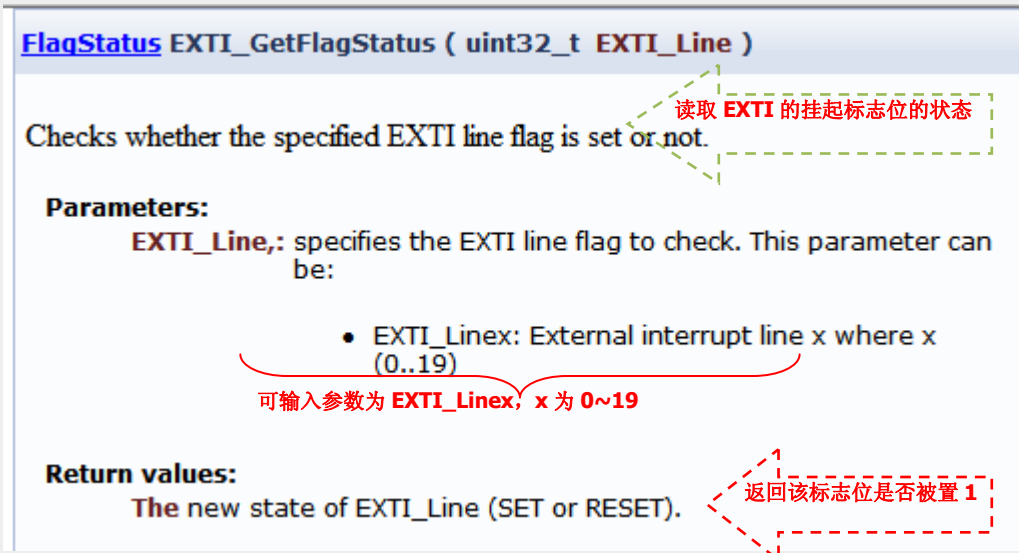 FlagStatus EXTI_GetFlagStatus ( uint32_t EXTI_Line )
读取 EXTI 的挂起标志位的状态
Checks whether the specified EXTI line flag is set or not.
Parameters:
EXTI_Line,: specifies the EXTI line flag to check. This parameter can
be:
• EXTI_Linex: External interrupt line x where x
(0..19)
可输入参数为 EXTI_Linex，x 为 0~19
Return values:
The new state of EXTI_Line (SET or RESET).
返回该标志位是否被置 1